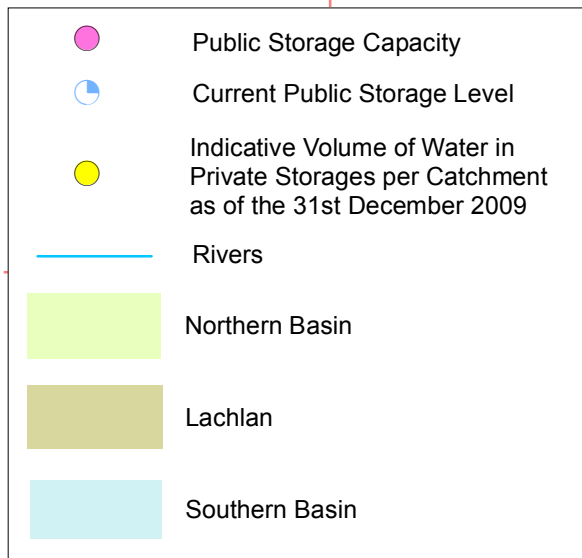 Public Storage Capacity
Current Public Storage Level
Indicative Volume of Water in
Private Storages per Catchment
as of the 31st December 2009
Rivers
Northern Basin
Lachlan
Southern Basin